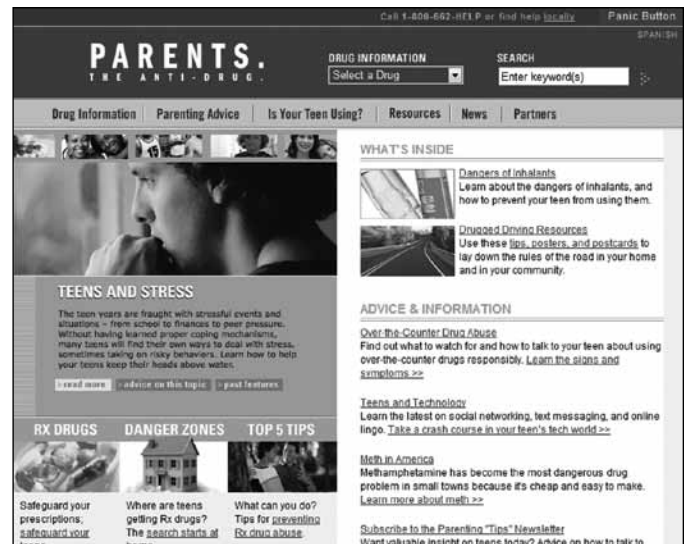 Call 1-800-662-HELP or find help locally
Panic Button
SPANISH
PARENTS.
THE ANTI-DRUG.
DRUG INFORMATION
Select a Drug
SEARCH
Enter keyword(s)
Drug Information
Parenting Advice
Is Your Teen Using?
Resources
News
Partners
TEENS AND STRESS
The teen years are fraught with stressful events and
situations – from school to finances to peer pressure.
Without having learned proper coping mechanisms,
many teens will find their own ways to deal with stress,
sometimes taking on risky behaviors. Learn how to help
your teens keep their heads above water.
read more
advice on this topic
past features
RX DRUGS
Safeguard your
prescriptions;
safeguard your
DANGER ZONES
Where are teens
getting Rx drugs?
The search starts at
TOP 5 TIPS
What can you do?
Tips for preventing
Rx drug abuse.
WHAT'S INSIDE
Dangers of Inhalants
Learn about the dangers of inhalants, and
how to prevent your teen from using them.
Drugged Driving Resources
Use these tips, posters, and postcards to
lay down the rules of the road in your home
and in your community.
ADVICE & INFORMATION
Over-the-Counter Drug Abuse
Find out what to watch for and how to talk to your teen about using
over-the-counter drugs responsibly. Learn the signs and
symptoms >>
Teens and Technology
Learn the latest on social networking, text messaging, and online
lingo. Take a crash course in your teen's tech world >>
Meth in America
Methamphetamine has become the most dangerous drug
problem in small towns because it's cheap and easy to make.
Learn more about meth >>
Subscribe to the Parenting "Tips" Newsletter
Want valuable insight on teens today? Advice on how to talk to